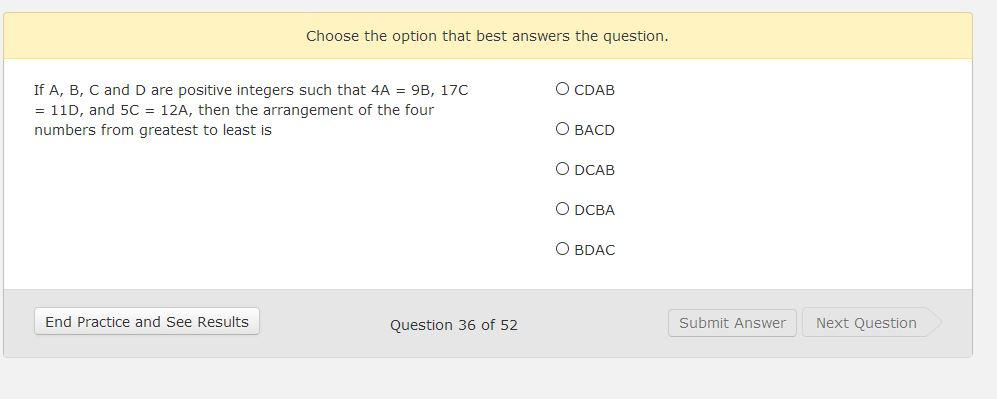 Choose the option that best answers the question.
If A, B, C and D are positive integers such that 4A = 9B, 17C
= 11D, and 5C = 12A, then the arrangement of the four
numbers from greatest to least is
CDAB
BACD
DCAB
DCBA
BDAC
End Practice and See Results
Question 36 of 52
Submit Answer
Next Question